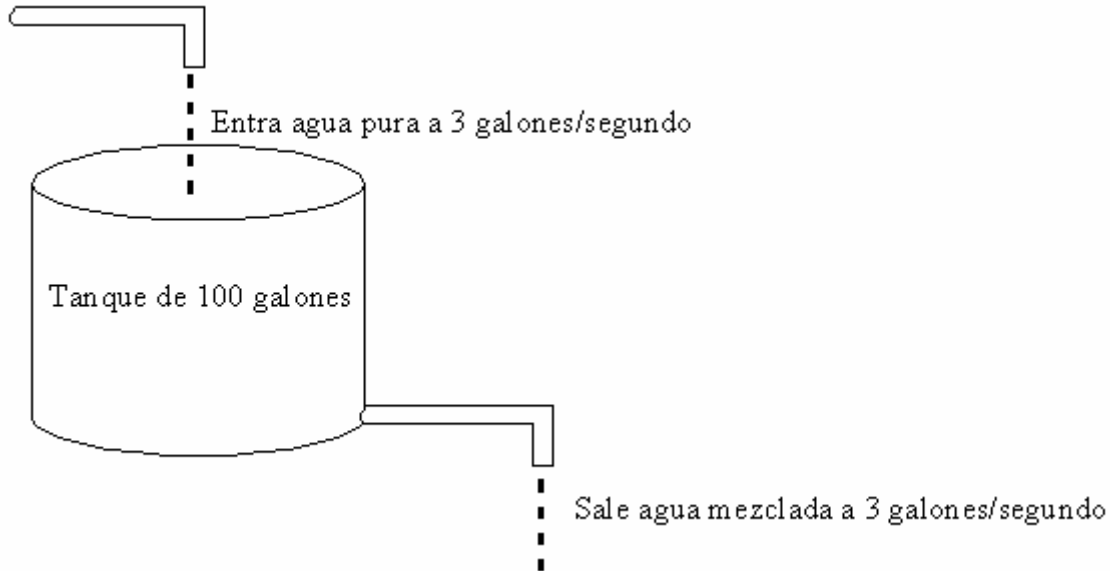 Entra agua pura a 3 galones/segundo
Tanque de 100 galones
Sale agua mezclada a 3 galones/segundo